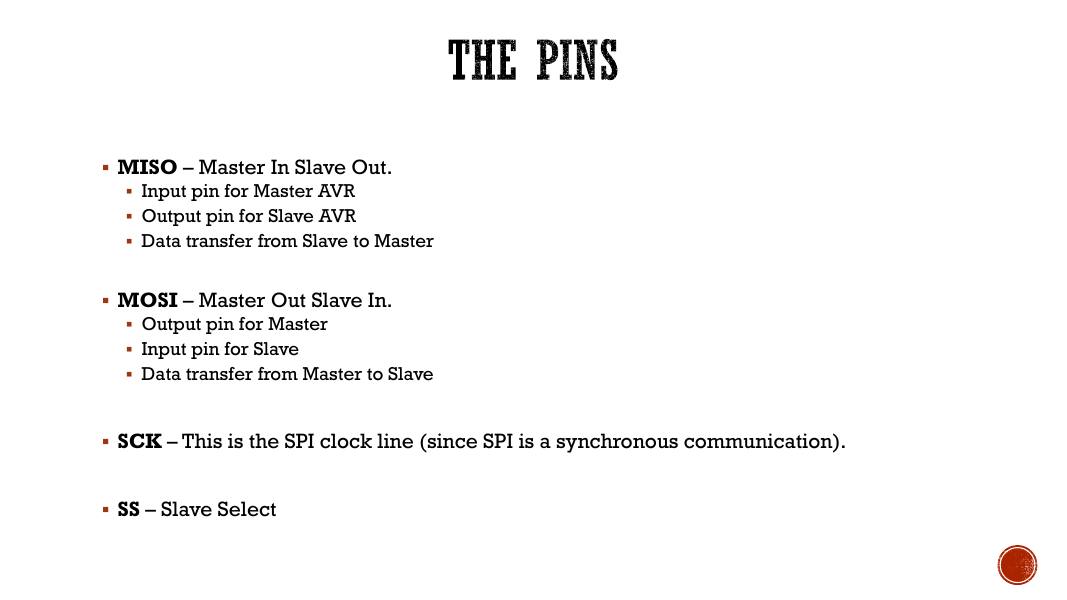 THE PINS
▪ MISO – Master In Slave Out.
▪ Input pin for Master AVR
▪ Output pin for Slave AVR
▪ Data transfer from Slave to Master
▪ MOSI – Master Out Slave In.
▪ Output pin for Master
▪ Input pin for Slave
▪ Data transfer from Master to Slave
▪ SCK – This is the SPI clock line (since SPI is a synchronous communication).
▪ SS – Slave Select